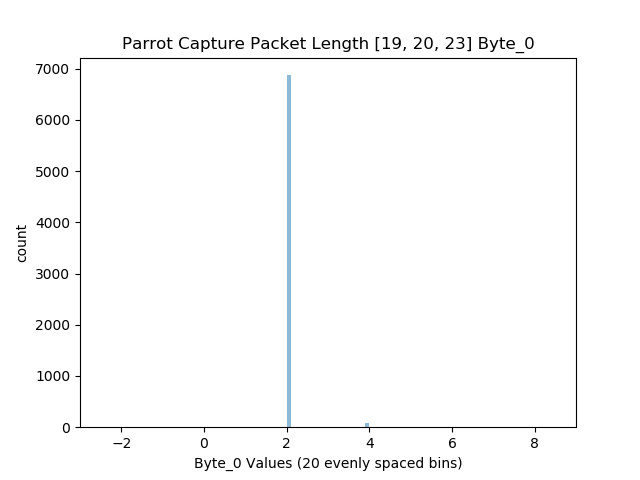 Parrot Capture Packet Length [19, 20, 23] Byte_0
7000
6000
5000
4000
3000
2000
1000
0
count
−2 0 2 4 6 8
Byte_0 Values (20 evenly spaced bins)